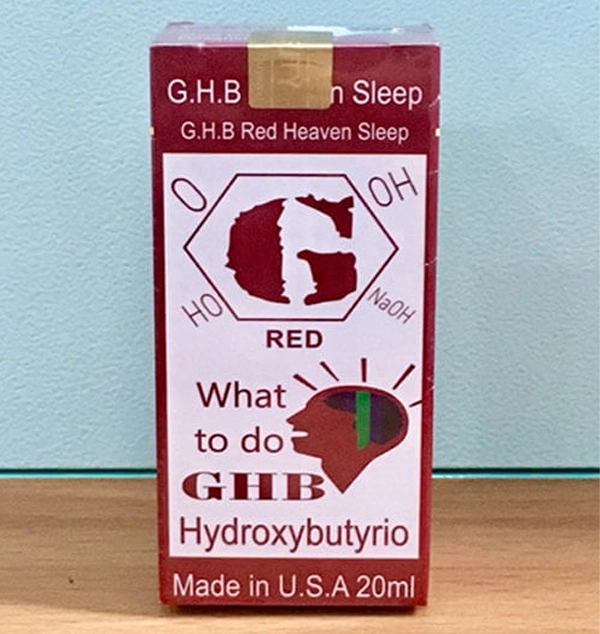 G.H.B n Sleep
G.H.B Red Heaven Sleep
O
OH
G
HO
NaOH
RED
What
to do
GHB
Hydroxybutyrio
Made in U.S.A 20ml